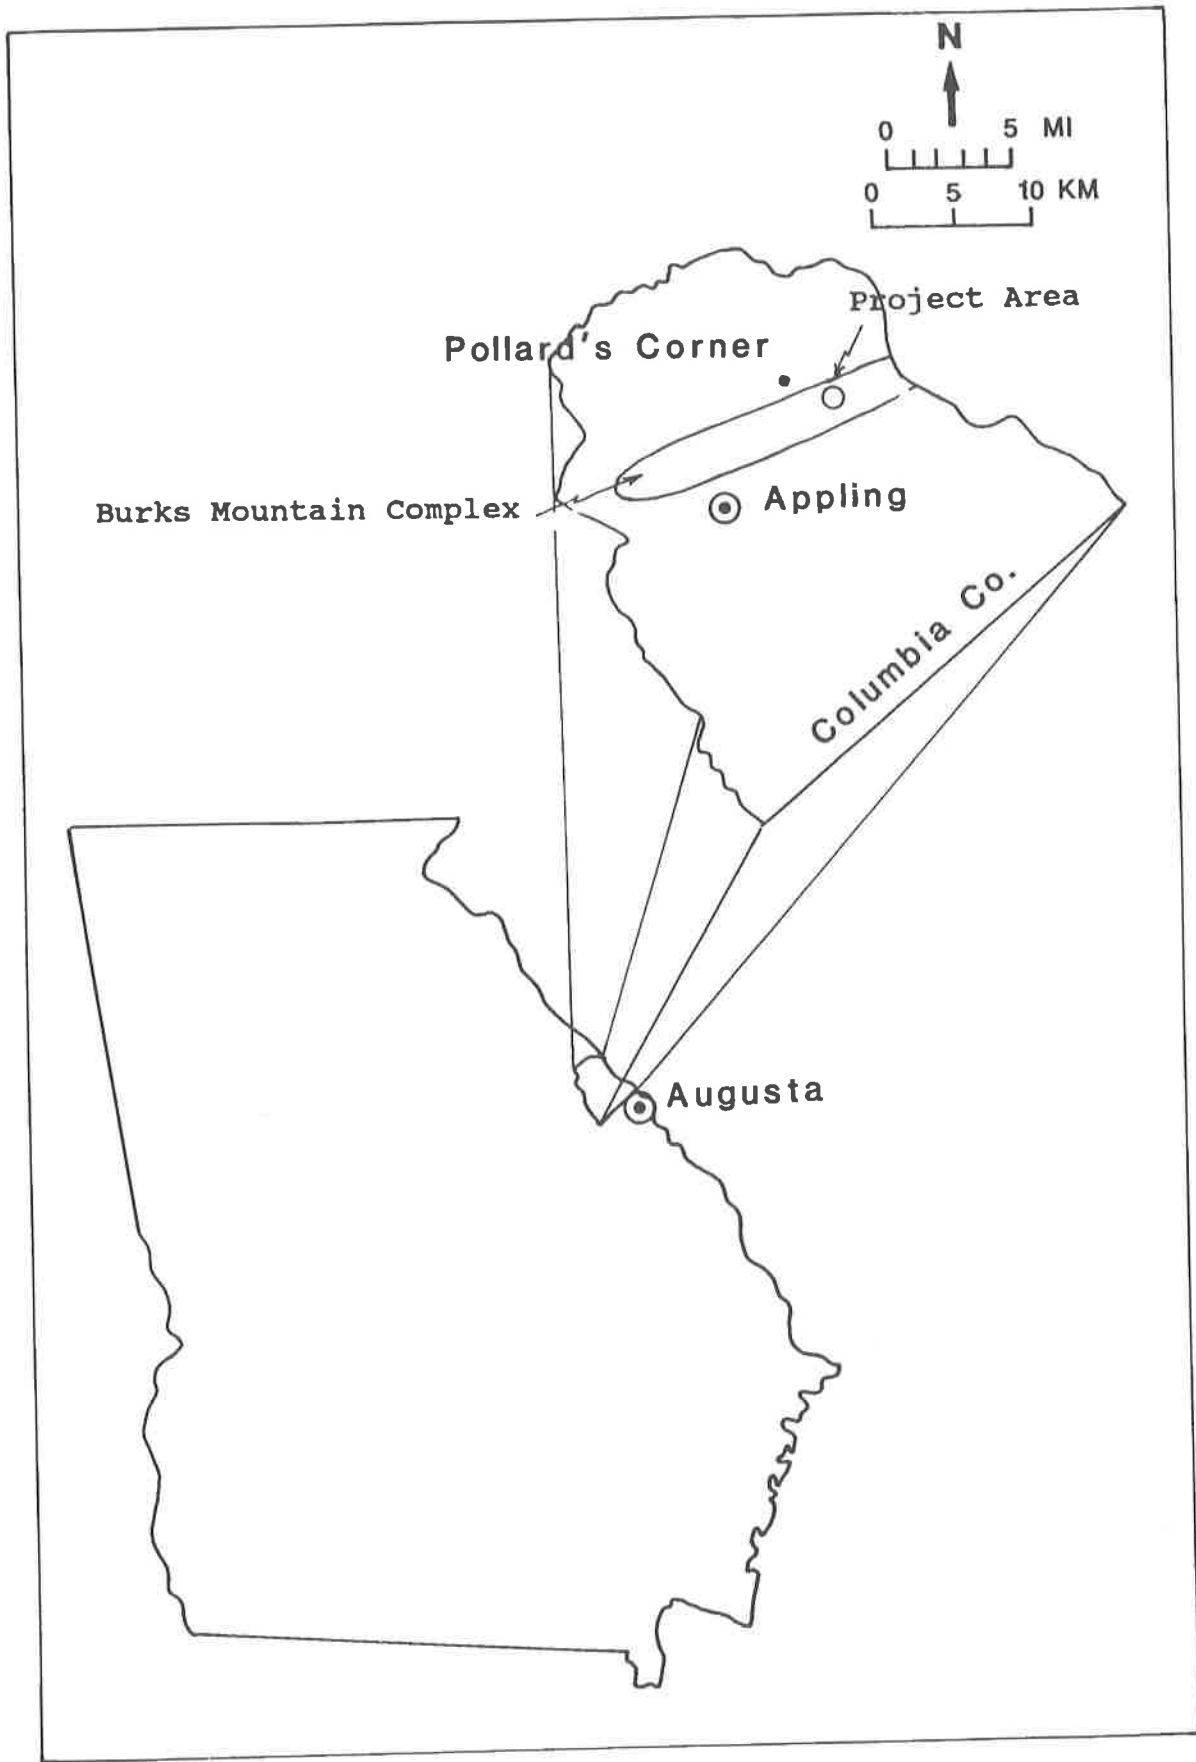 N
0 5 MI
0 5 10 KM
Project Area
Pollard's Corner
Burks Mountain Complex
Appling
Columbia Co.
Augusta